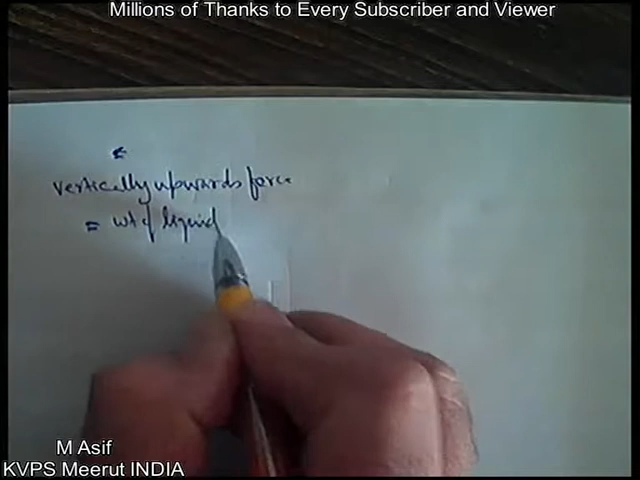 Millions of Thanks to Every Subscriber and Viewer
vertically upwards force
= wt of liquid
M Asif
KVPS Meerut INDIA